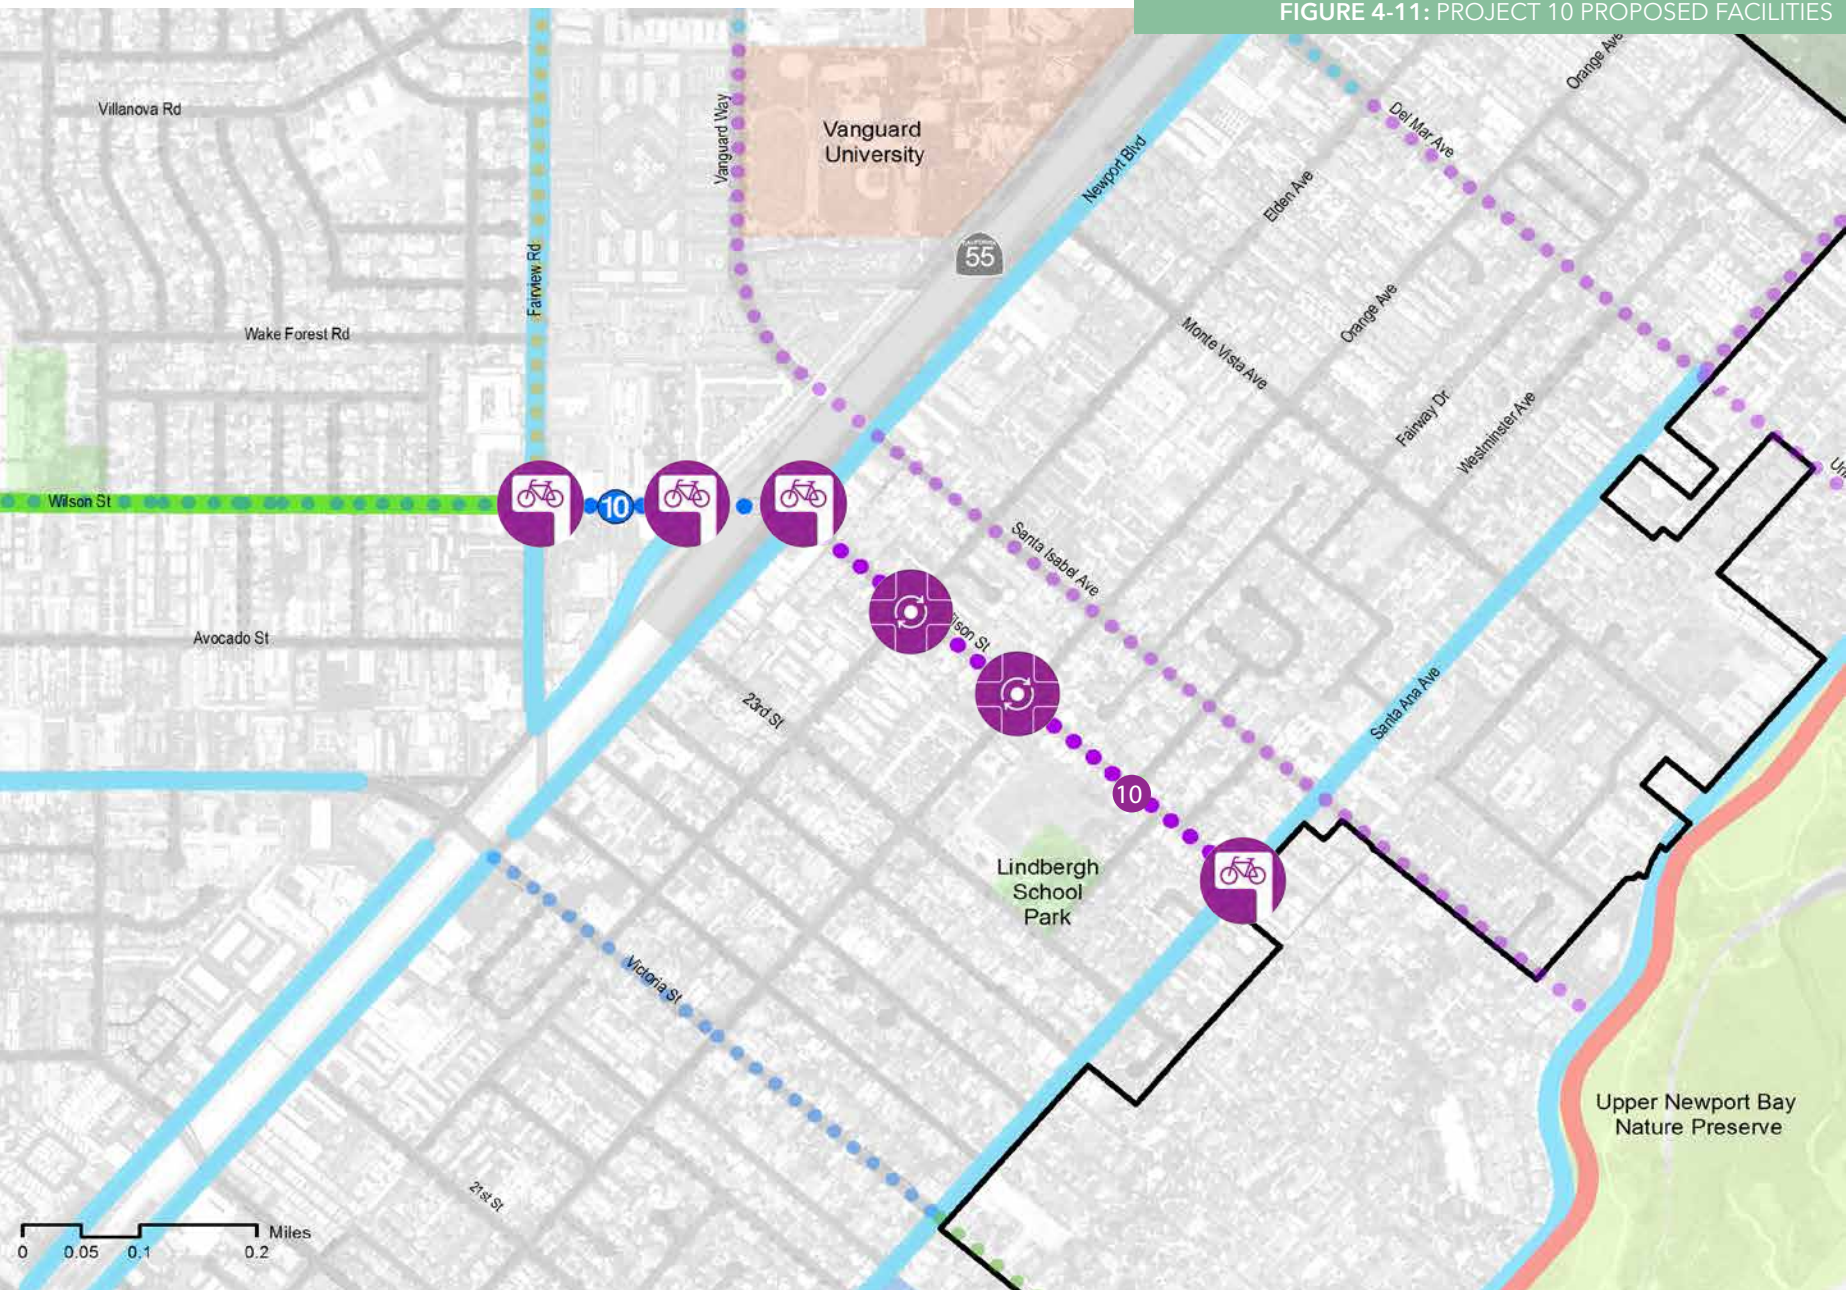 FIGURE 4-11: PROJECT 10 PROPOSED FACILITIES
Orange Ave
Villanova Rd
Vanguard Way
Vanguard
University
Del Mar Ave
Newport Blvd
Elden Ave
CALIFORNIA
55
Fairview Rd
Wake Forest Rd
Monte Vista Ave
Orange Ave
Fairway Dr
Westminster Ave
Wilson St
10
Santa Isabel Ave
Avocado St
ilson St
23rd St
Santa Ana Ave
10
Lindbergh
School
Park
Victoria St
Upper Newport Bay
Nature Preserve
21st St
Miles
0 0.05 0.1 0.2